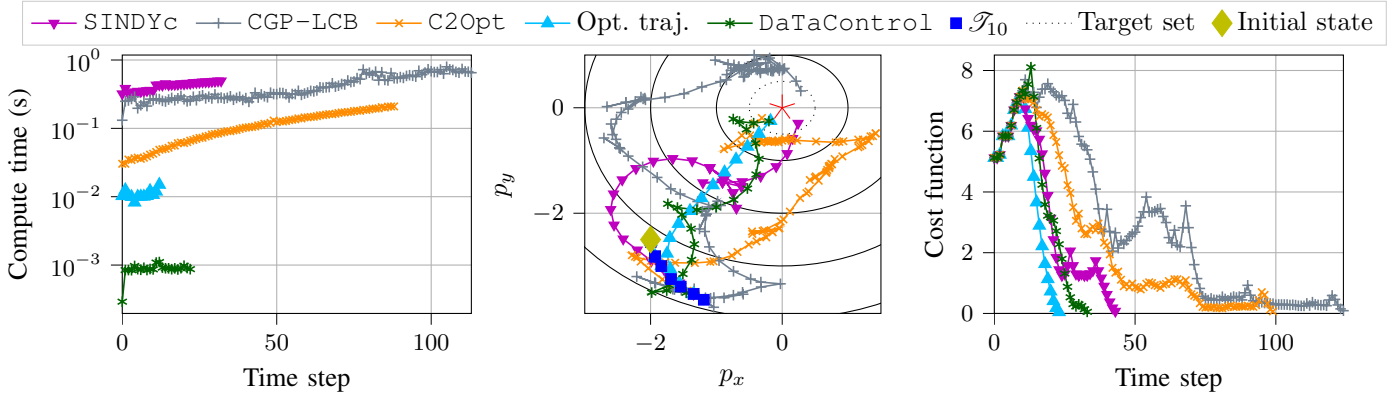 SINDYc CGP-LCB C2Opt Opt. traj. DaTaControl 𝒯10 Target set Initial state
Compute time (s)
10^0
10^−1
10^−2
10^−3
0 50 100
Time step
p_y
0
−2
−2 0
p_x
Cost function
8
6
4
2
0
0 50 100
Time step